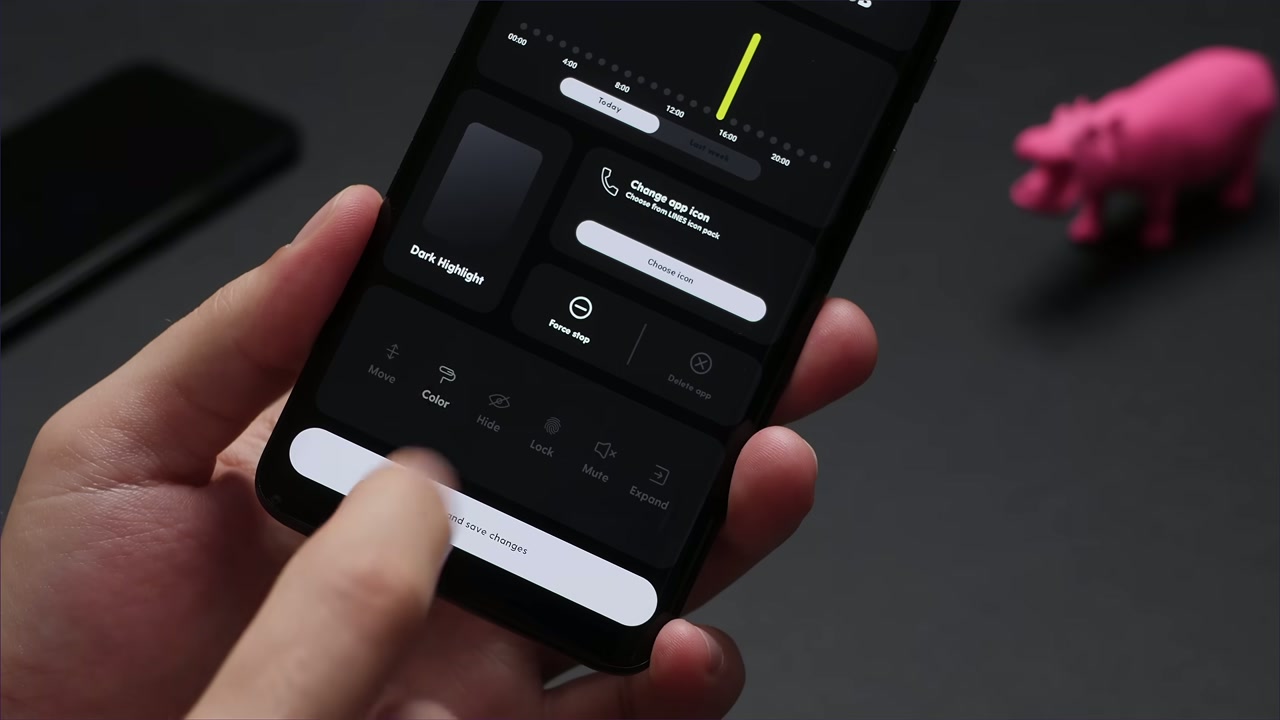 00:00
4:00
8:00
12:00
16:00
20:00
Today
Last week
Change app icon
Choose from LINES icon pack
Choose icon
Dark Highlight
Force stop
Delete app
Move
Color
Hide
Lock
Mute
Expand
and save changes